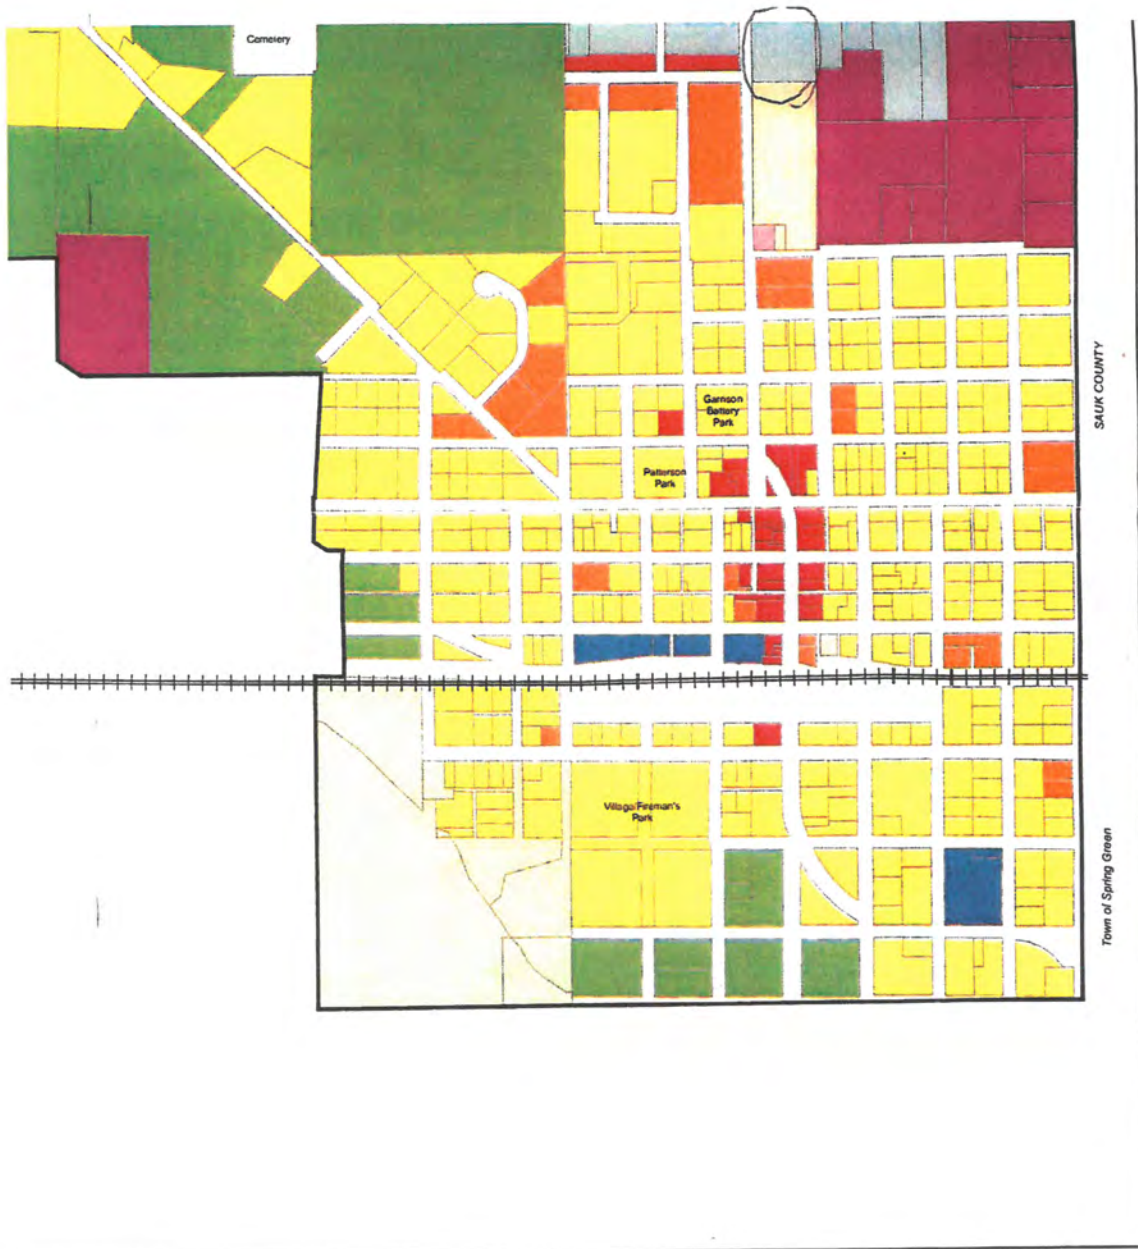 Cemetery
SAUK COUNTY
Garrison
Battery
Park
Patterson
Park
Village/Fireman's
Park
Town of Spring Green